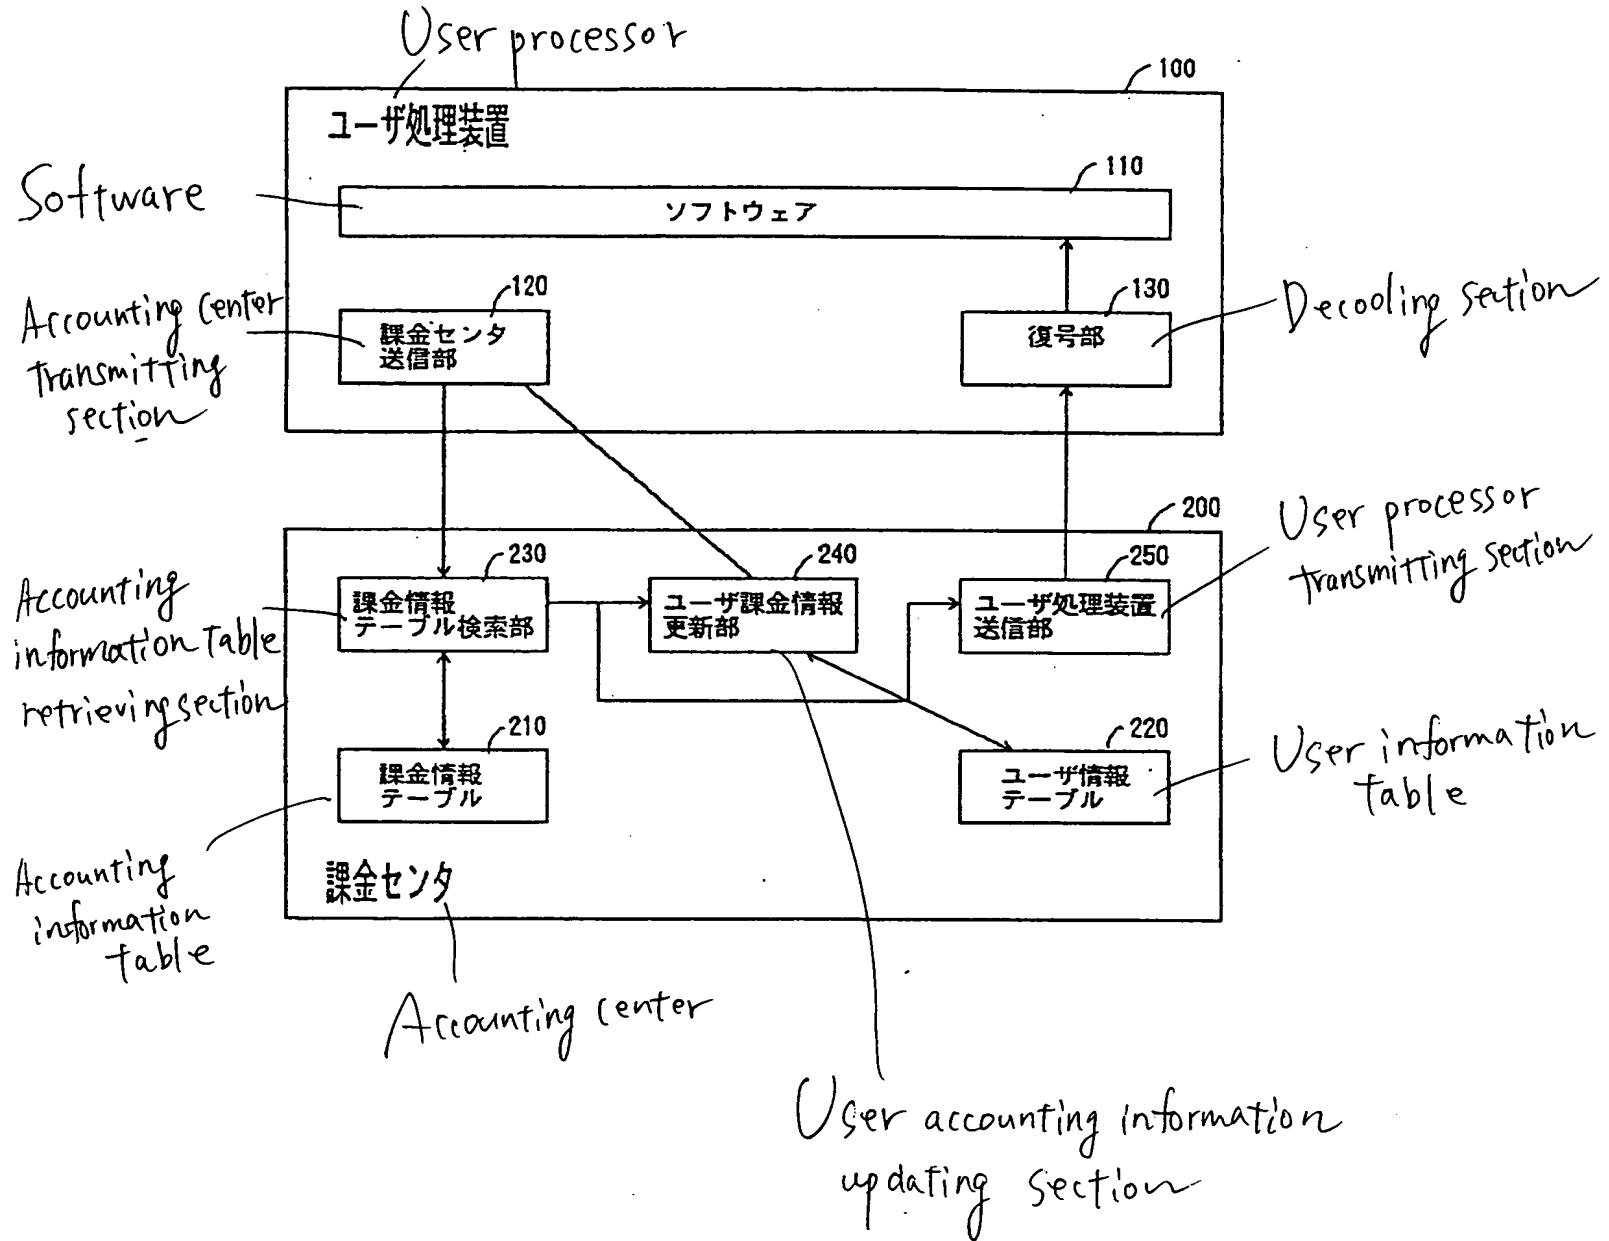 User processor
100
ユーザ処理装置
110
Software
ソフトウェア
120
130
Accounting center
transmitting
section
課金センタ
送信部
復号部
Decooling section
200
User processor
transmitting section
230
240
250
Accounting
information table
retrieving section
課金情報
テーブル検索部
ユーザ課金情報
更新部
ユーザ処理装置
送信部
210
220
課金情報
テーブル
ユーザ情報
テーブル
User information
table
Accounting
information
table
課金センタ
Accounting center
User accounting information
updating section